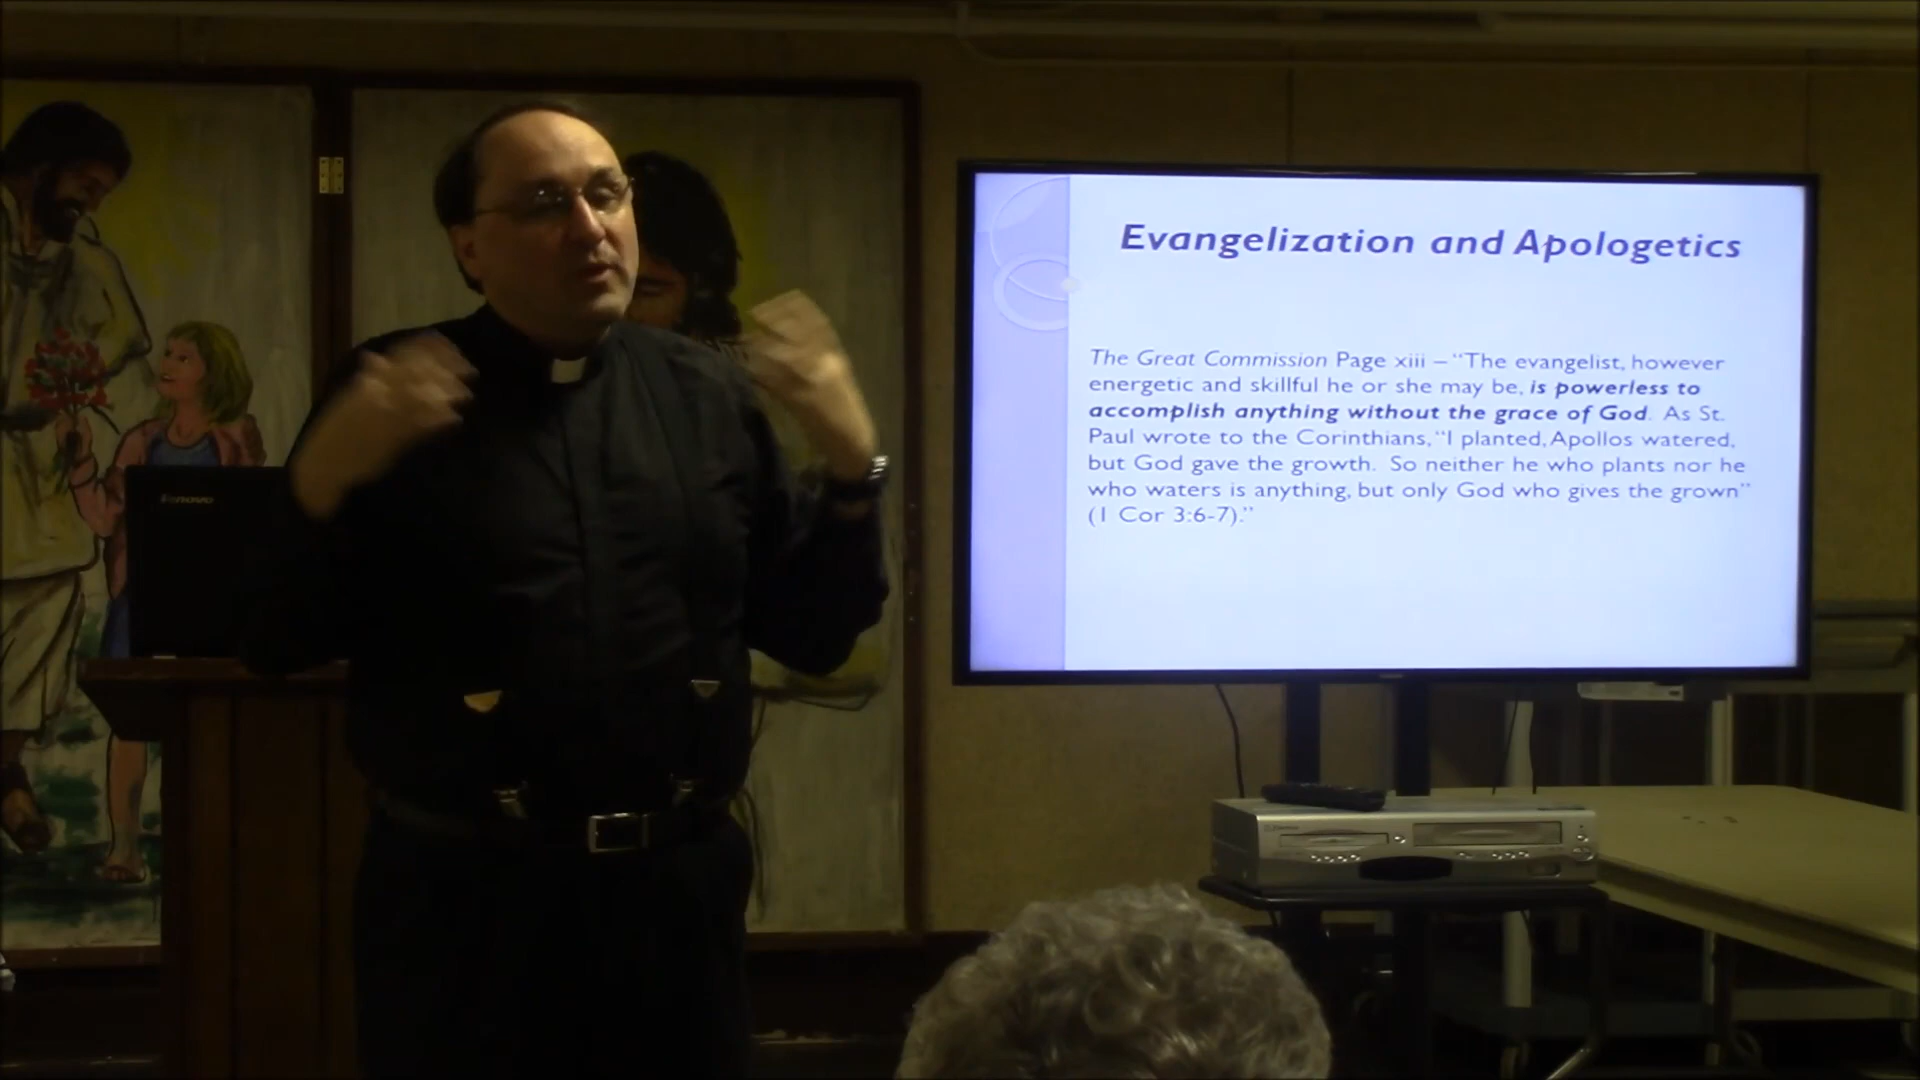 Evangelization and Apologetics
The Great Commission Page xiii – “The evangelist, however
energetic and skillful he or she may be, is powerless to
accomplish anything without the grace of God. As St.
Paul wrote to the Corinthians, “I planted, Apollos watered,
but God gave the growth. So neither he who plants nor he
who waters is anything, but only God who gives the grown”
(1 Cor 3:6-7).”
lenovo